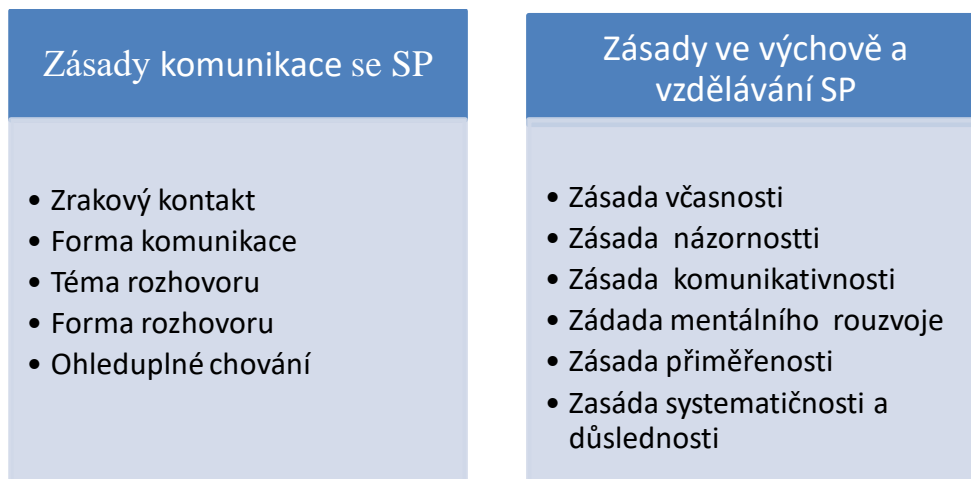 Zásady komunikace se SP
• Zrakový kontakt
• Forma komunikace
• Téma rozhovoru
• Forma rozhovoru
• Ohleduplné chování
Zásady ve výchově a
vzdělávání SP
• Zásada včasnosti
• Zásada názornostti
• Zásada komunikativnosti
• Zádada mentálního rouzvoje
• Zásada přiměřenosti
• Zasáda systematičnosti a
důslednosti